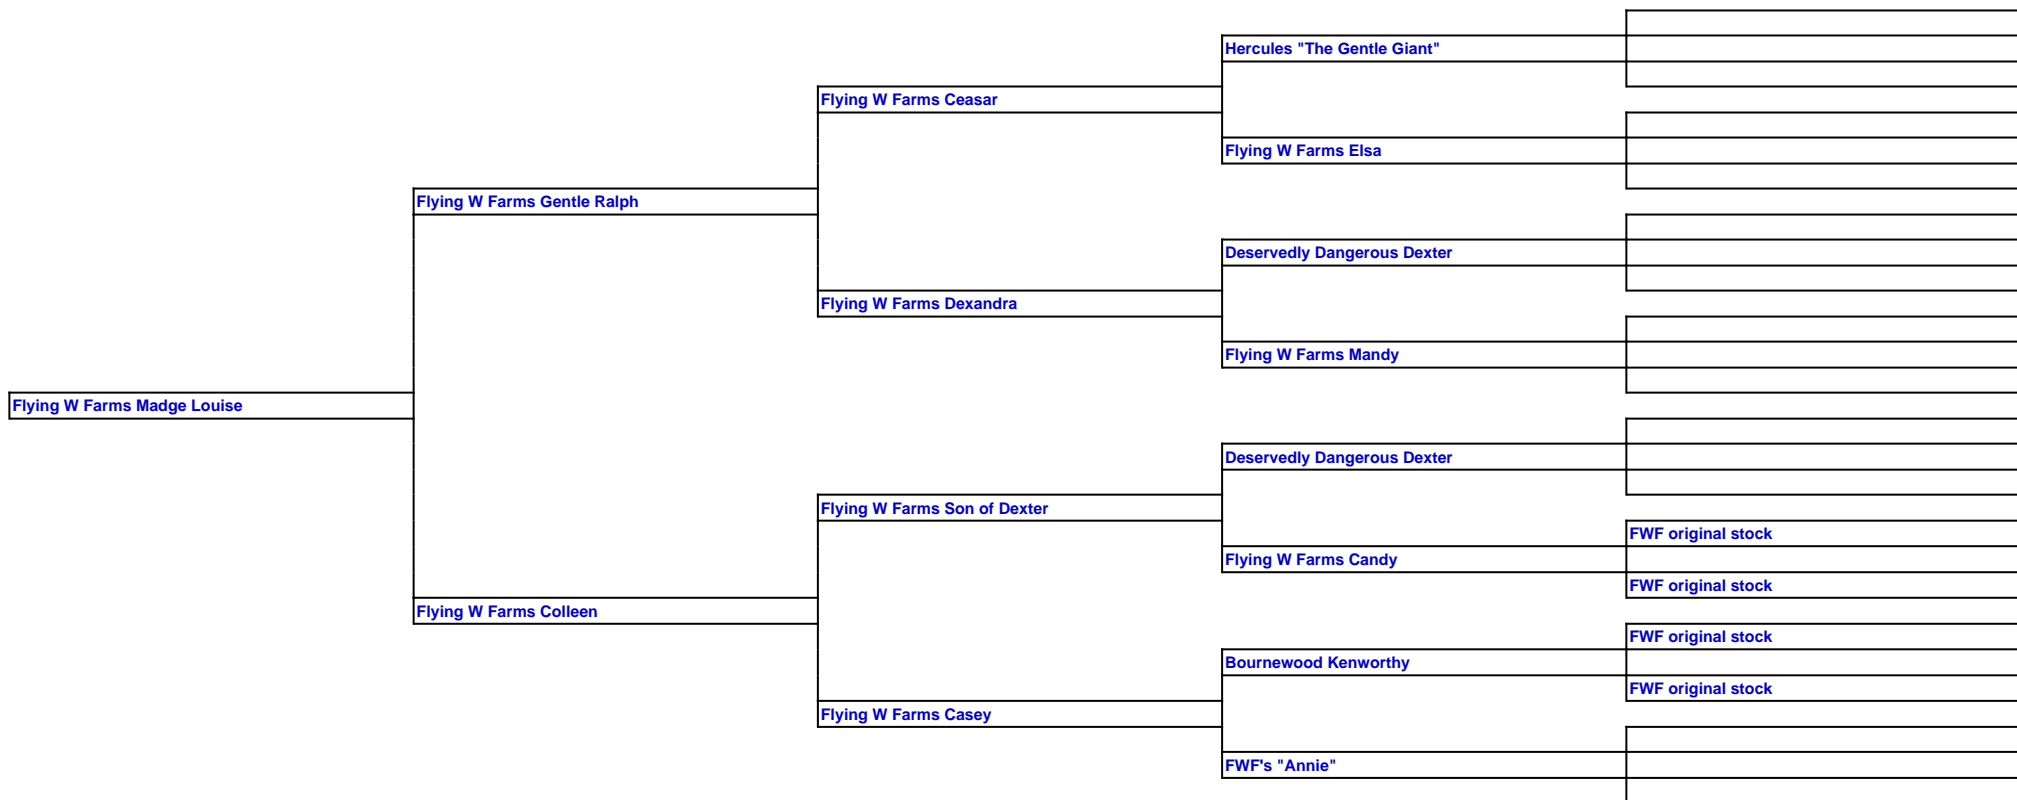 Hercules "The Gentle Giant"
Flying W Farms Ceasar
Flying W Farms Elsa
Flying W Farms Gentle Ralph
Deservedly Dangerous Dexter
Flying W Farms Dexandra
Flying W Farms Mandy
Flying W Farms Madge Louise
Deservedly Dangerous Dexter
Flying W Farms Son of Dexter
FWF original stock
Flying W Farms Candy
FWF original stock
Flying W Farms Colleen
FWF original stock
Bournewood Kenworthy
FWF original stock
Flying W Farms Casey
FWF's "Annie"